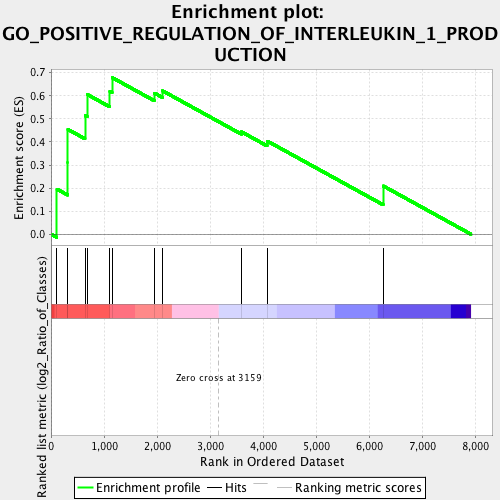 Enrichment plot:
GO_POSITIVE_REGULATION_OF_INTERLEUKIN_1_PROD
UCTION
Enrichment score (ES)
0.7
0.6
0.5
0.4
0.3
0.2
0.1
0.0
Ranked list metric (log2_Ratio_of_Classes)
Zero cross at 3159
0 1,000 2,000 3,000 4,000 5,000 6,000 7,000 8,000
Rank in Ordered Dataset
Enrichment profile Hits Ranking metric scores